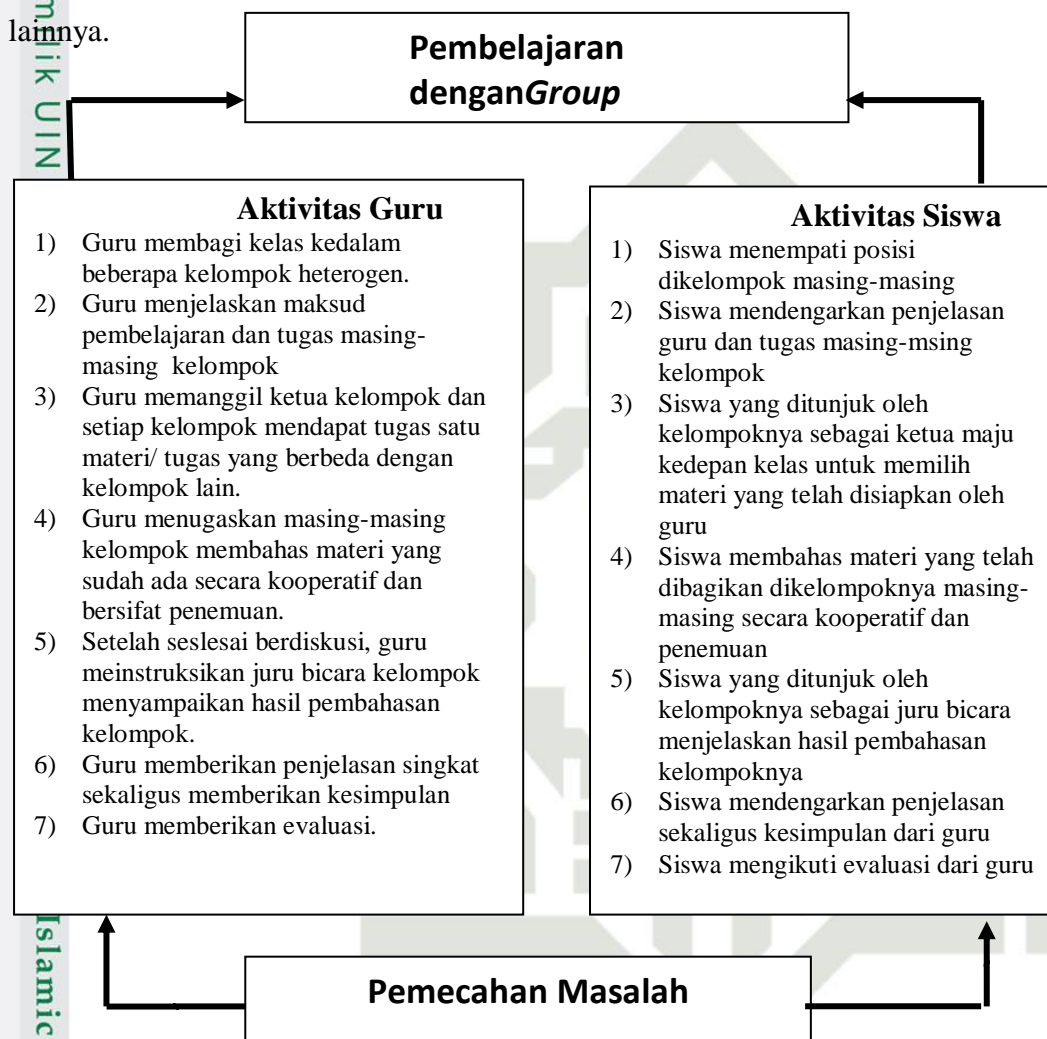 lainnya.
milik UIN
Pembelajaran
denganGroup
Aktivitas Guru
1) Guru membagi kelas kedalam
beberapa kelompok heterogen.
2) Guru menjelaskan maksud
pembelajaran dan tugas masing-
masing kelompok
3) Guru memanggil ketua kelompok dan
setiap kelompok mendapat tugas satu
materi/ tugas yang berbeda dengan
kelompok lain.
4) Guru menugaskan masing-masing
kelompok membahas materi yang
sudah ada secara kooperatif dan
bersifat penemuan.
5) Setelah seslesai berdiskusi, guru
meinstruksikan juru bicara kelompok
menyampaikan hasil pembahasan
kelompok.
6) Guru memberikan penjelasan singkat
sekaligus memberikan kesimpulan
7) Guru memberikan evaluasi.
Aktivitas Siswa
1) Siswa menempati posisi
dikelompok masing-masing
2) Siswa mendengarkan penjelasan
guru dan tugas masing-msing
kelompok
3) Siswa yang ditunjuk oleh
kelompoknya sebagai ketua maju
kedepan kelas untuk memilih
materi yang telah disiapkan oleh
guru
4) Siswa membahas materi yang telah
dibagikan dikelompoknya masing-
masing secara kooperatif dan
penemuan
5) Siswa yang ditunjuk oleh
kelompoknya sebagai juru bicara
menjelaskan hasil pembahasan
kelompoknya
6) Siswa mendengarkan penjelasan
sekaligus kesimpulan dari guru
7) Siswa mengikuti evaluasi dari guru
Islamic
Pemecahan Masalah